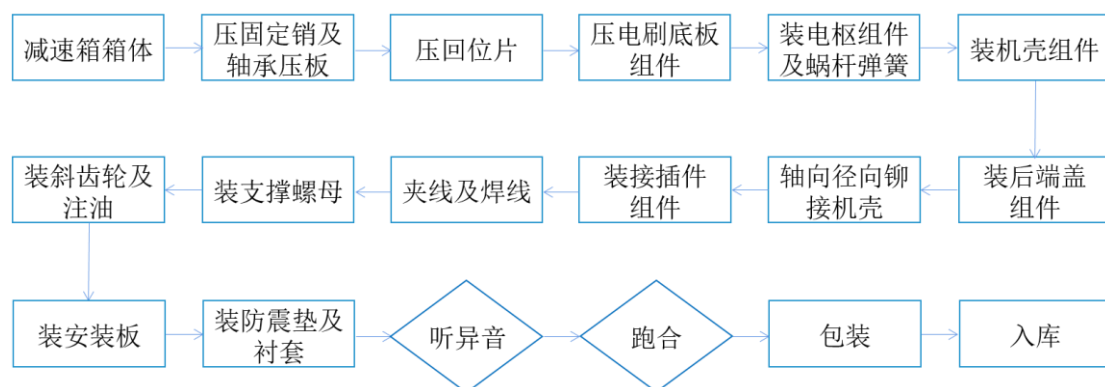 减速箱箱体
压固定销及
轴承压板
压回位片
压电刷底板
组件
装电枢组件
及蜗杆弹簧
装机壳组件
装后端盖
组件
轴向径向铆
接机壳
装接插件
组件
夹线及焊线
装支撑螺母
装斜齿轮及
注油
装安装板
装防震垫及
衬套
听异音
跑合
包装
入库